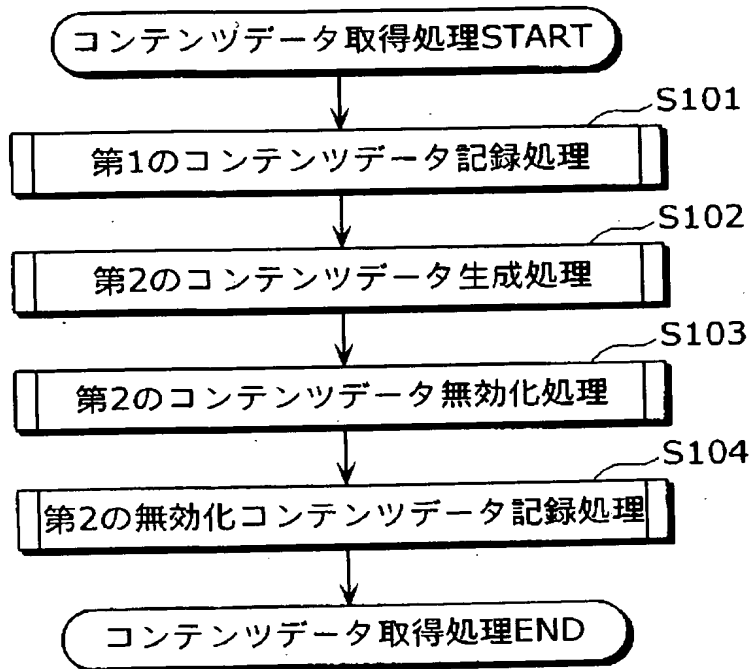 コンテンツデータ取得処理START
S101
第1のコンテンツデータ記録処理
S102
第2のコンテンツデータ生成処理
S103
第2のコンテンツデータ無効化処理
S104
第2の無効化コンテンツデータ記録処理
コンテンツデータ取得処理END